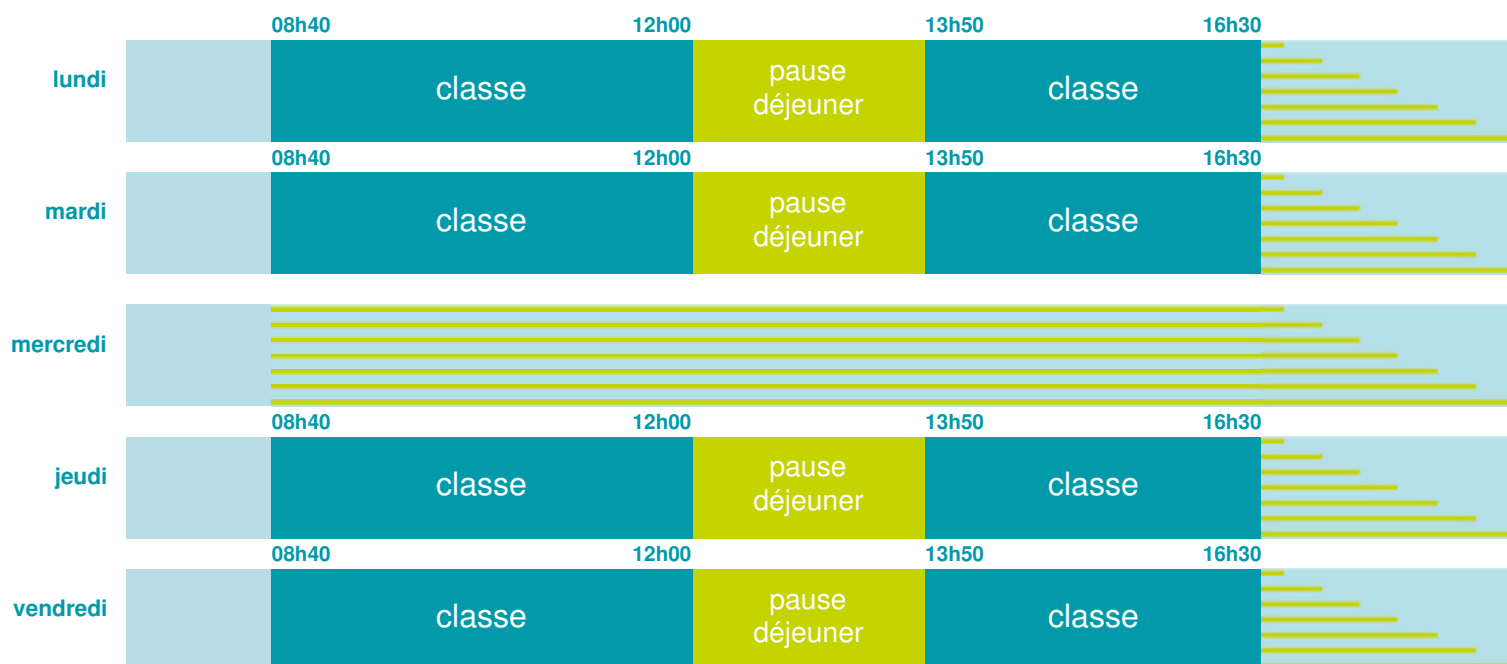 08h40 12h00 13h50 16h30
lundi classe pause déjeuner classe
08h40 12h00 13h50 16h30
mardi classe pause déjeuner classe
mercredi
08h40 12h00 13h50 16h30
jeudi classe pause déjeuner classe
08h40 12h00 13h50 16h30
vendredi classe pause déjeuner classe